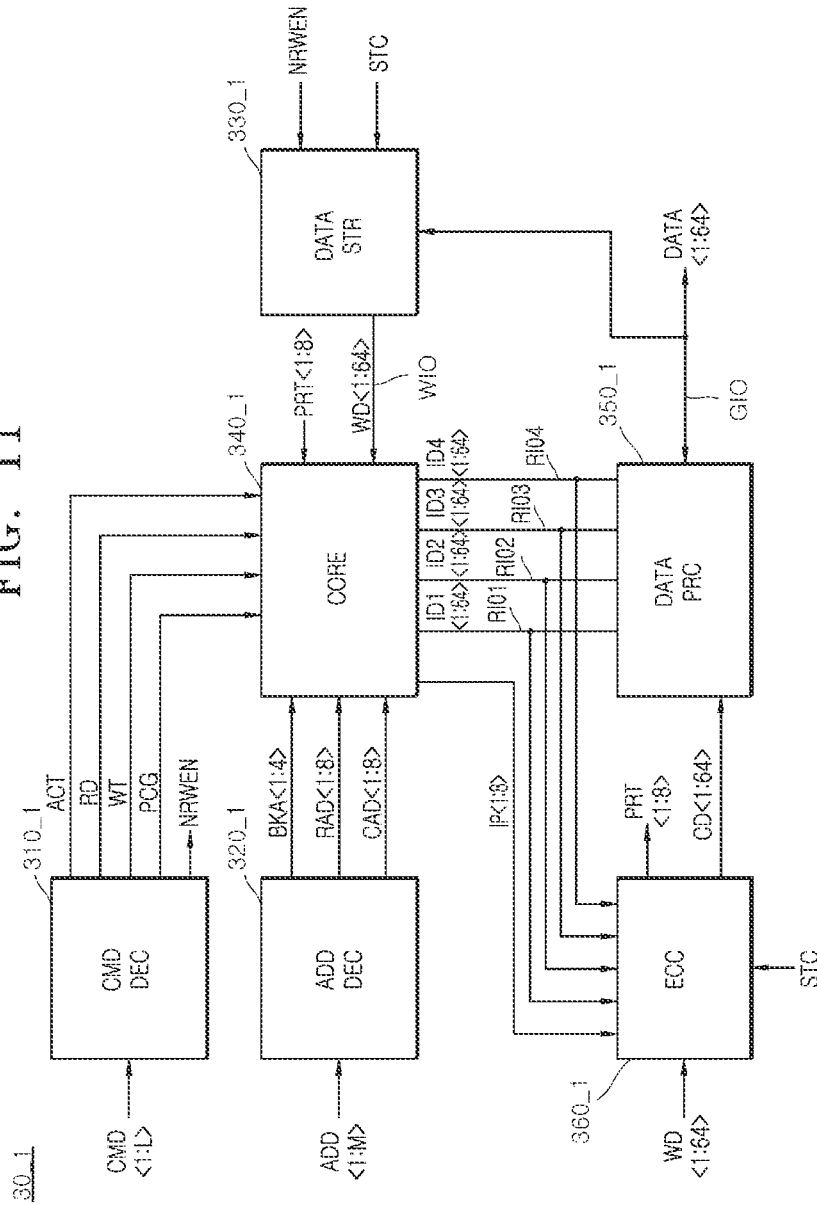 FIG. 11
30_1
CMD
<1:L>
310_1
CMD
DEC
ACT
RD
WT
PCG
NRWEN
ADD
<1:M>
320_1
ADD
DEC
BKA<1:4>
RAD<1:8>
CAD<1:8>
340_1
CORE
PRT<1:8>
WD<1:64>
WIO
330_1
DATA
STR
NRWEN
STC
ID1
<1:64>
ID2
<1:64>
ID3
<1:64>
ID4
<1:64>
RIO1
RIO2
RIO3
RIO4
IP<1:8>
WD
<1:64>
360_1
ECC
STC
PRT
<1:8>
CD<1:64>
350_1
DATA
PRC
GIO
DATA
<1:64>